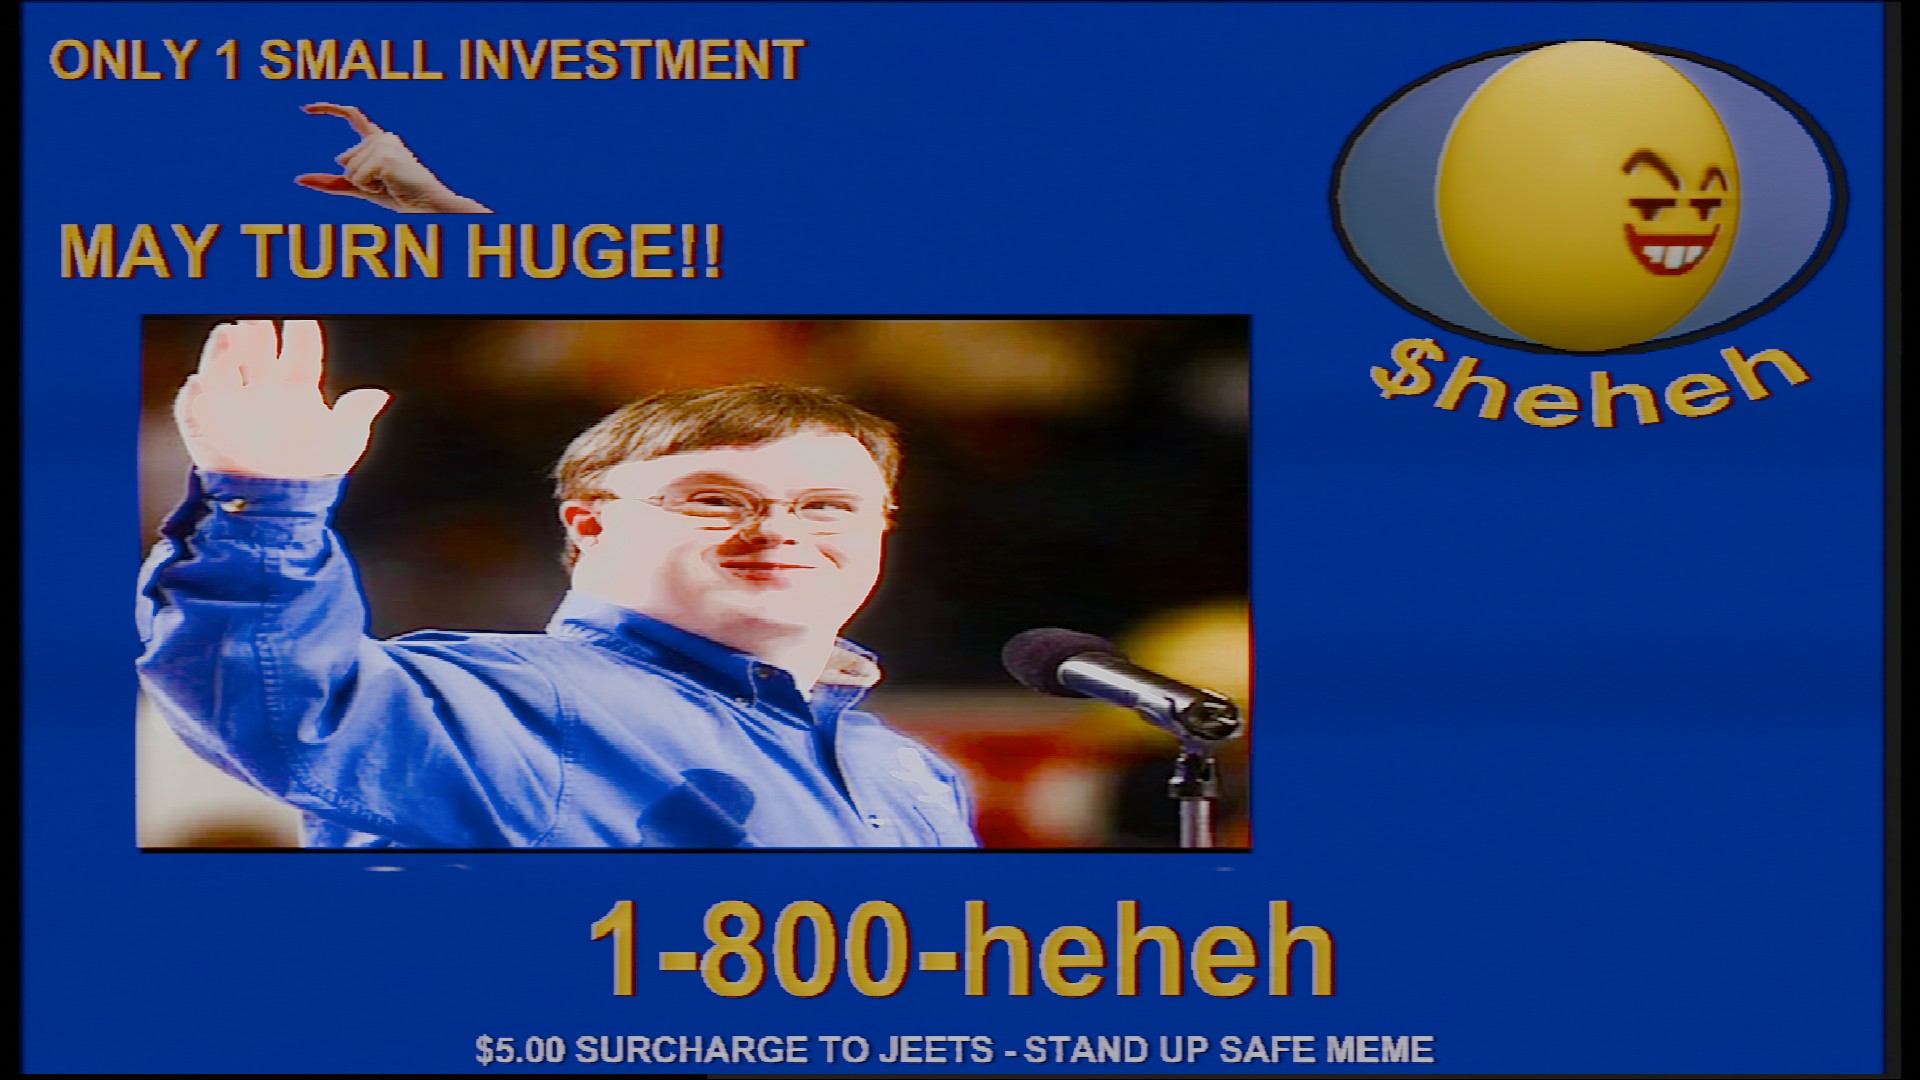 ONLY 1 SMALL INVESTMENT
MAY TURN HUGE!!
$heheh
1-800-heheh
$5.00 SURCHARGE TO JEETS - STAND UP SAFE MEME